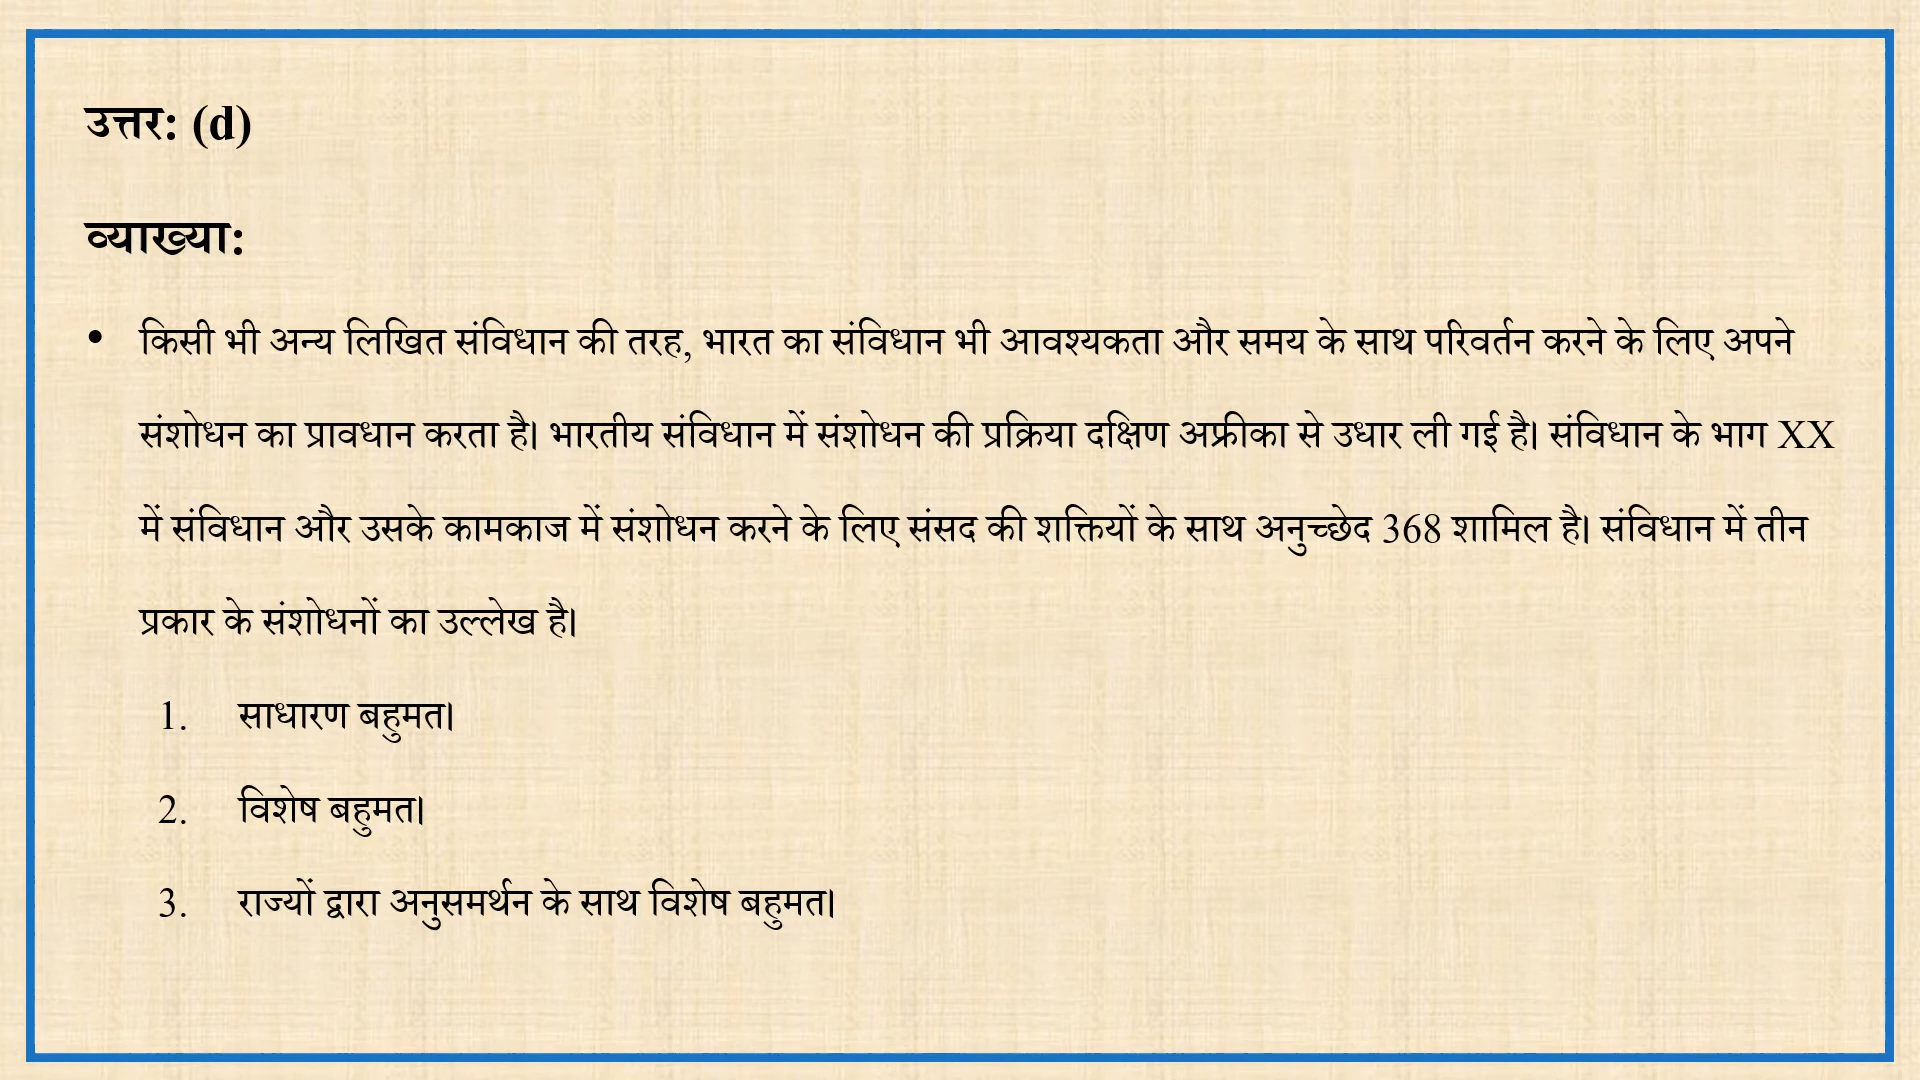 उत्तर: (d)
व्याख्या:
• किसी भी अन्य लिखित संविधान की तरह, भारत का संविधान भी आवश्यकता और समय के साथ परिवर्तन करने के लिए अपने
संशोधन का प्रावधान करता है। भारतीय संविधान में संशोधन की प्रक्रिया दक्षिण अफ्रीका से उधार ली गई है। संविधान के भाग XX
में संविधान और उसके कामकाज में संशोधन करने के लिए संसद की शक्तियों के साथ अनुच्छेद 368 शामिल है। संविधान में तीन
प्रकार के संशोधनों का उल्लेख है।
1. साधारण बहुमत।
2. विशेष बहुमत।
3. राज्यों द्वारा अनुसमर्थन के साथ विशेष बहुमत।